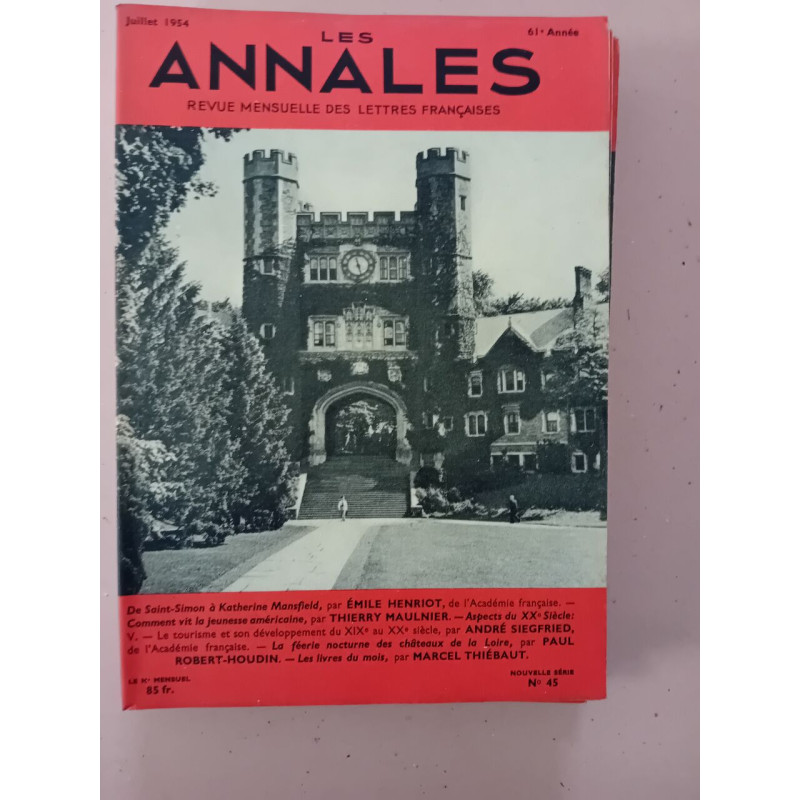 Juillet 1954
61e Année
LES
ANNALES
REVUE MENSUELLE DES LETTRES FRANÇAISES
De Saint-Simon à Katherine Mansfield, par ÉMILE HENRIOT, de l'Académie française. —
Comment vit la jeunesse américaine, par THIERRY MAULNIER. — Aspects du XXe Siècle:
V. — Le tourisme et son développement du XIXe au XXe siècle, par ANDRÉ SIEGFRIED,
de l'Académie française. — La féerie nocturne des châteaux de la Loire, par PAUL
ROBERT-HOUDIN. — Les livres du mois, par MARCEL THIÉBAUT.
LE No MENSUEL
85 fr.
NOUVELLE SÉRIE
No 45